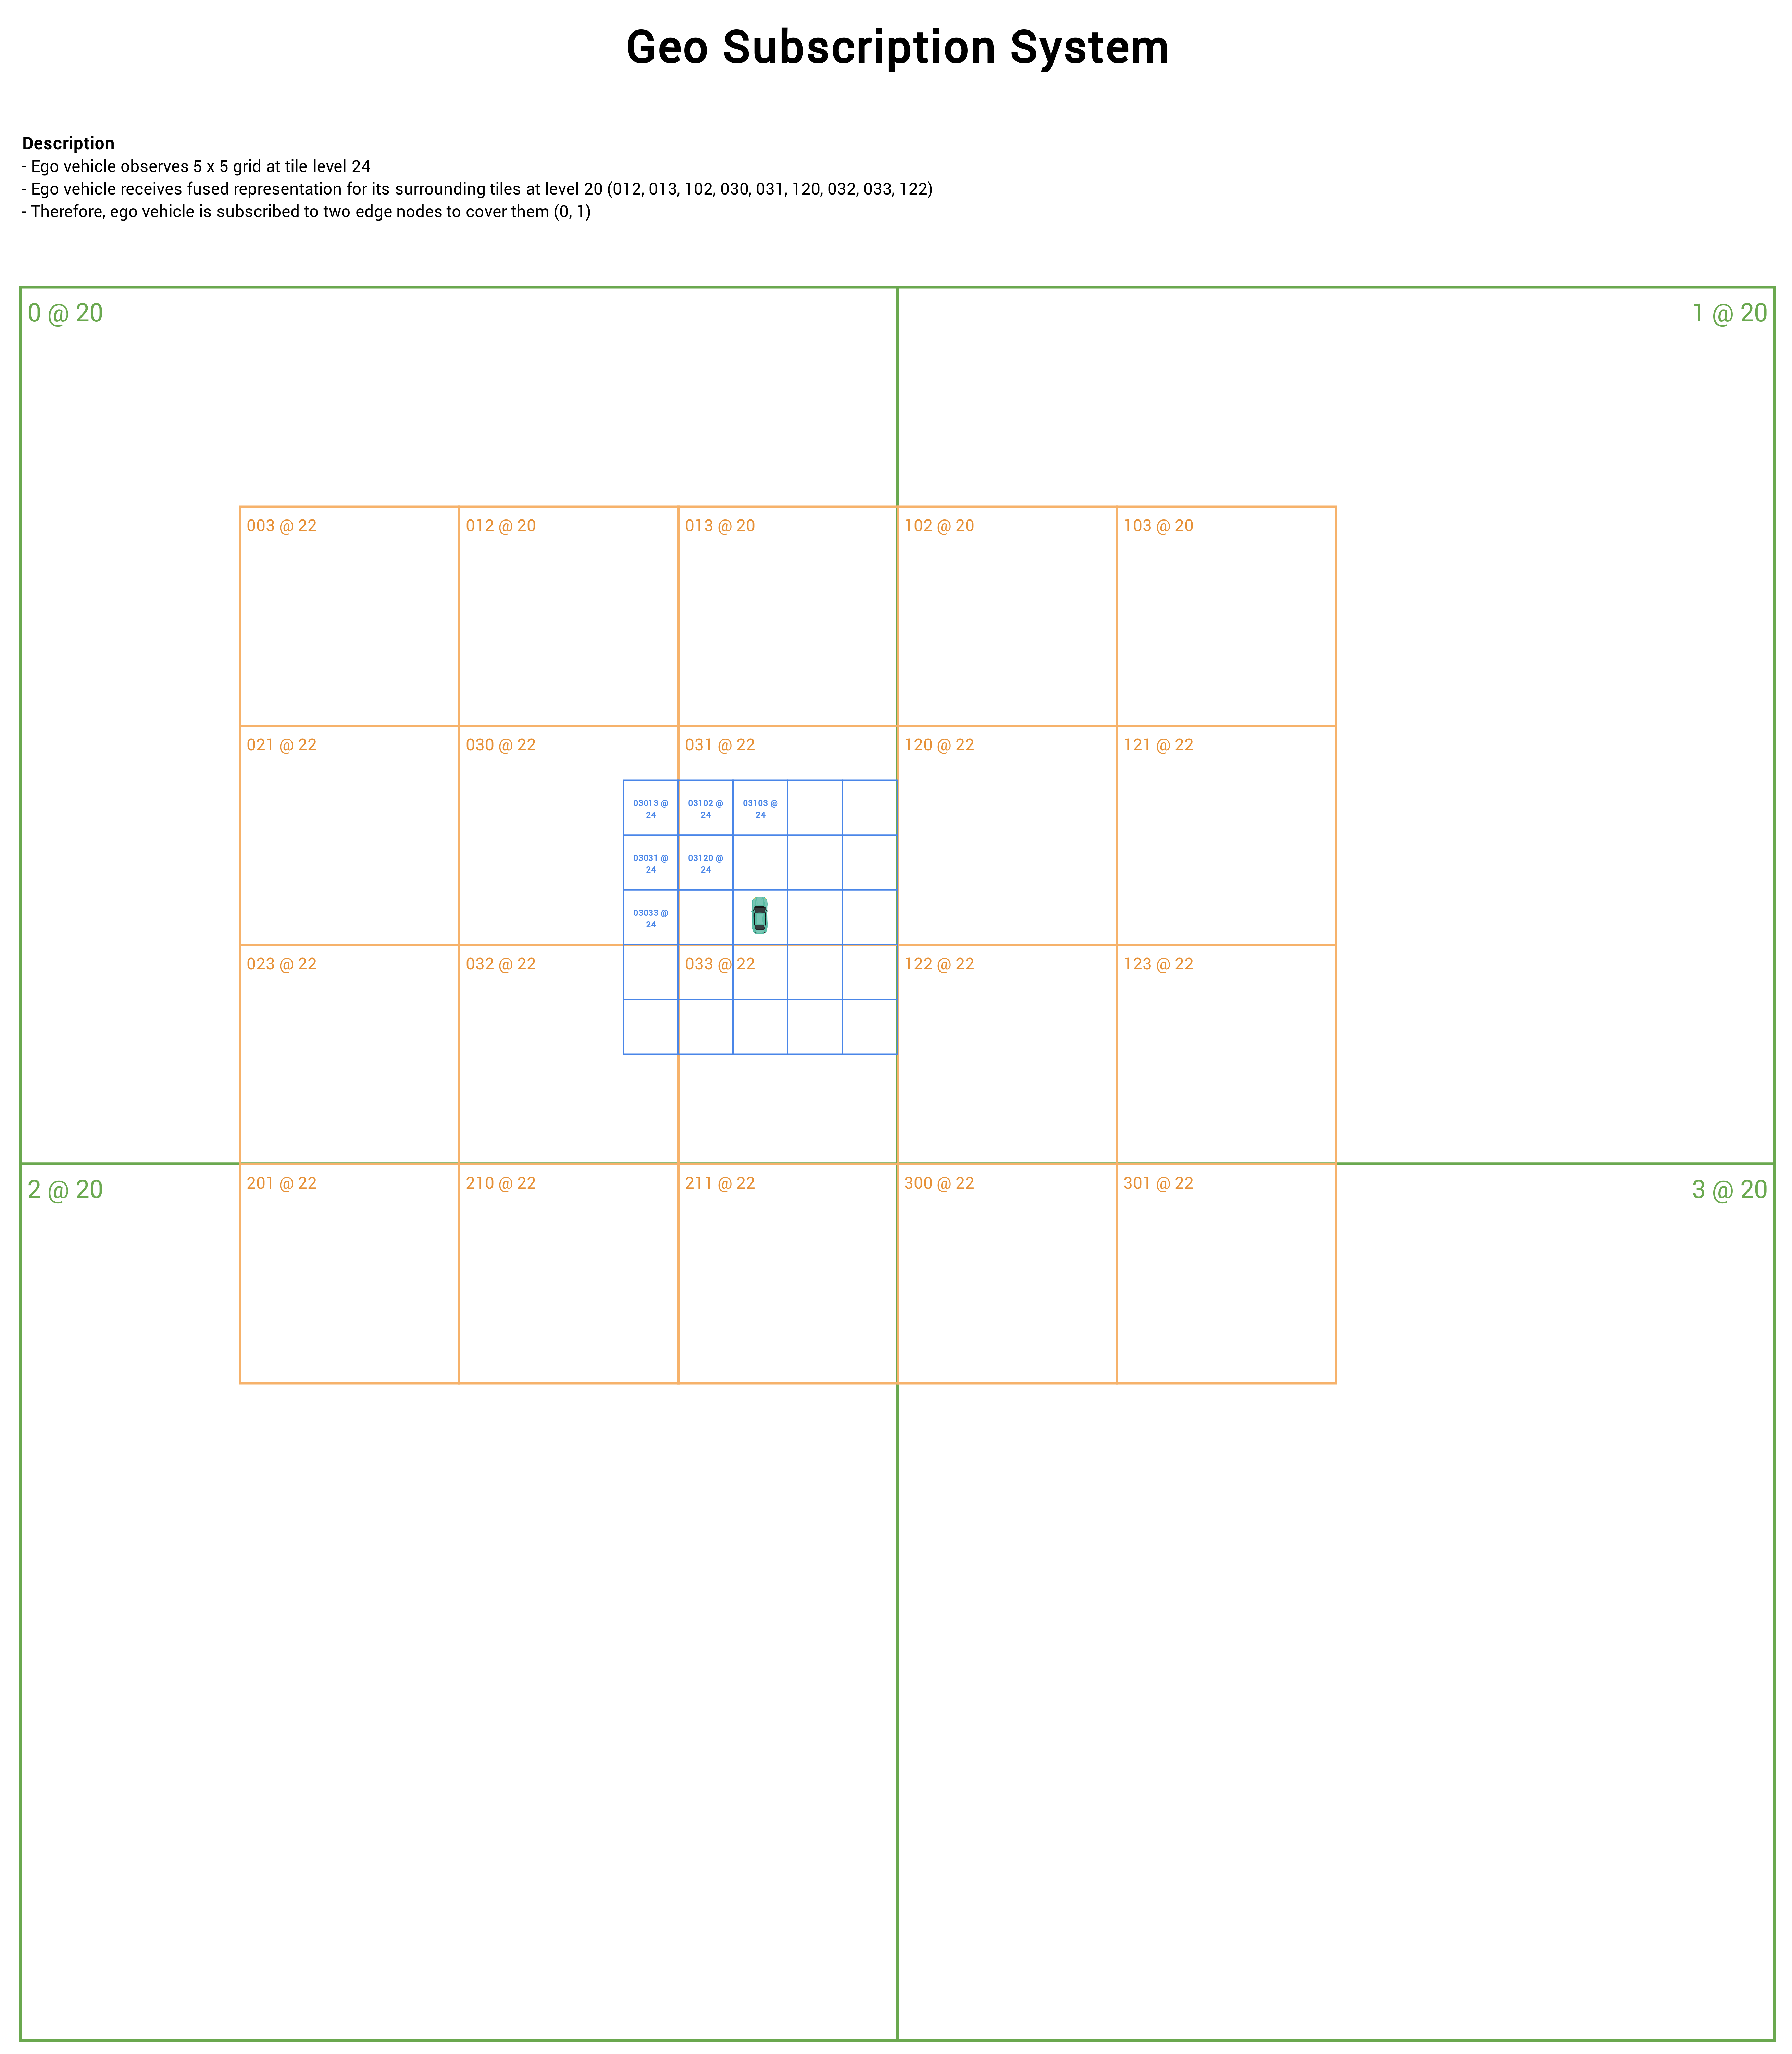 Geo Subscription System
Description
- Ego vehicle observes 5 x 5 grid at tile level 24
- Ego vehicle receives fused representation for its surrounding tiles at level 20 (012, 013, 102, 030, 031, 120, 032, 033, 122)
- Therefore, ego vehicle is subscribed to two edge nodes to cover them (0, 1)
0 @ 20
1 @ 20
003 @ 22
012 @ 20
013 @ 20
102 @ 20
103 @ 20
021 @ 22
030 @ 22
031 @ 22
120 @ 22
121 @ 22
03013 @
24
03102 @
24
03103 @
24
03031 @
24
03120 @
24
03033 @
24
023 @ 22
032 @ 22
033 @ 22
122 @ 22
123 @ 22
2 @ 20
201 @ 22
210 @ 22
211 @ 22
300 @ 22
301 @ 22
3 @ 20